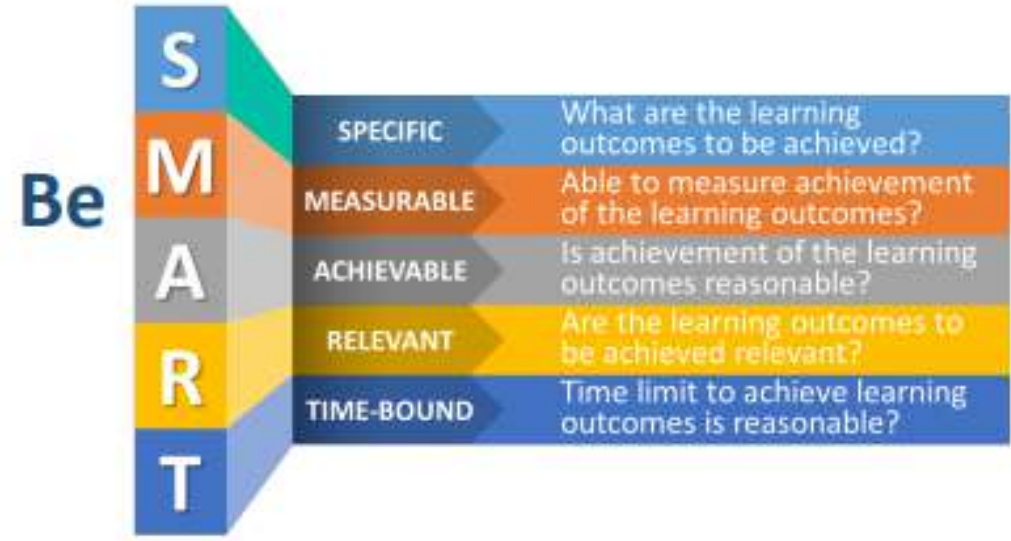 Be
S
M
A
R
T
SPECIFIC
What are the learning
outcomes to be achieved?
MEASURABLE
Able to measure achievement
of the learning outcomes?
ACHIEVABLE
Is achievement of the learning
outcomes reasonable?
RELEVANT
Are the learning outcomes to
be achieved relevant?
TIME-BOUND
Time limit to achieve learning
outcomes is reasonable?